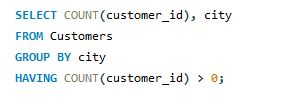 SELECT COUNT(customer_id), city
FROM Customers
GROUP BY city
HAVING COUNT(customer_id) > 0;